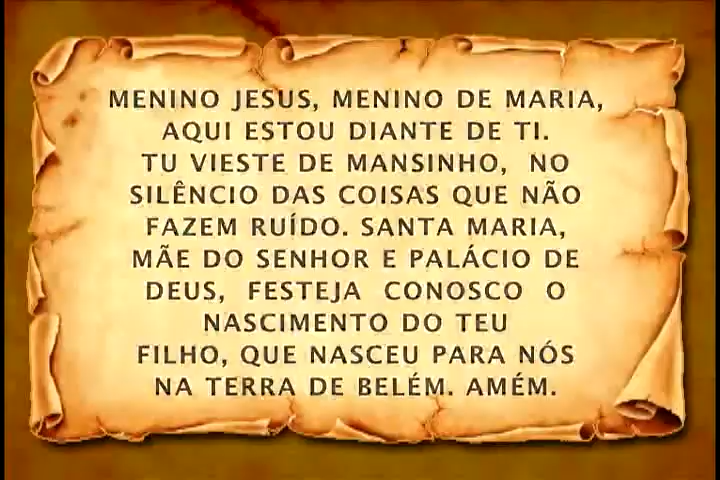 MENINO JESUS, MENINO DE MARIA,
AQUI ESTOU DIANTE DE TI.
TU VIESTE DE MANSINHO, NO
SILÊNCIO DAS COISAS QUE NÃO
FAZEM RUÍDO. SANTA MARIA,
MÃE DO SENHOR E PALÁCIO DE
DEUS, FESTEJA CONOSCO O
NASCIMENTO DO TEU
FILHO, QUE NASCEU PARA NÓS
NA TERRA DE BELÉM. AMÉM.